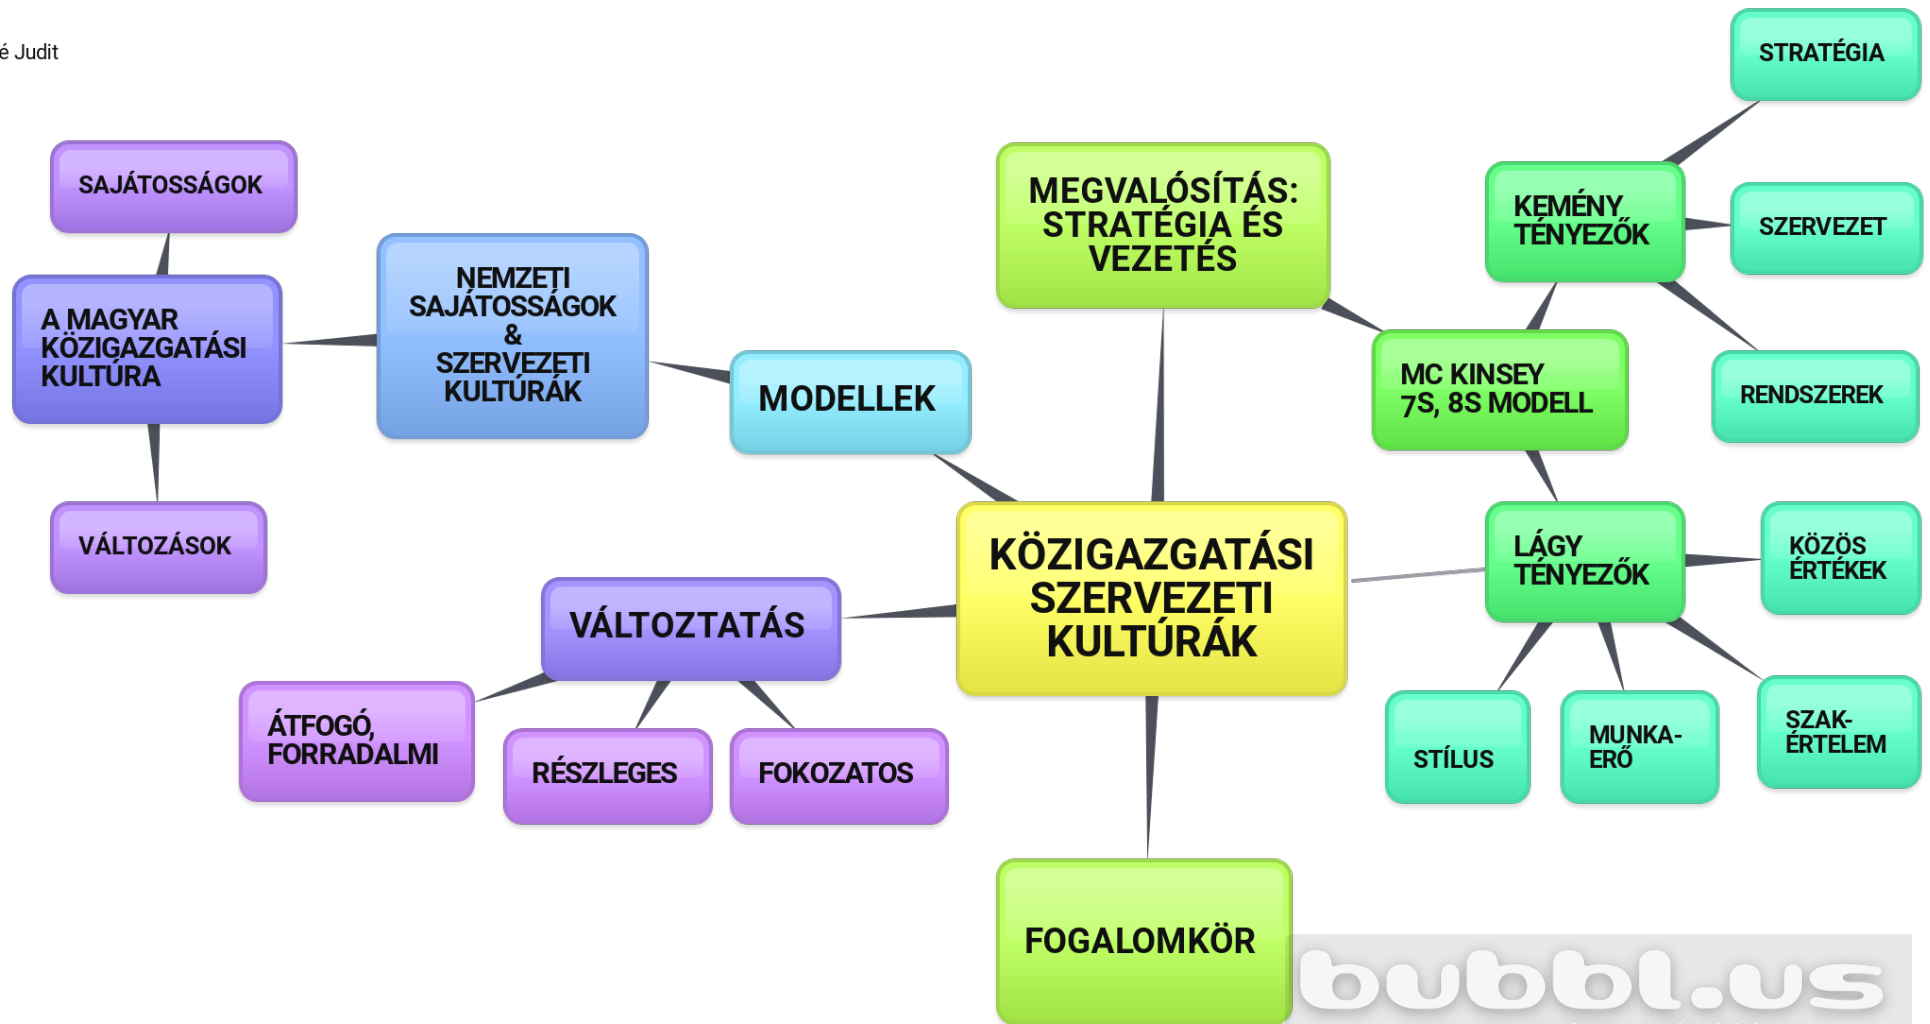 é Judit
STRATÉGIA
SAJÁTOSSÁGOK
MEGVALÓSÍTÁS:
STRATÉGIA ÉS
VEZETÉS
KEMÉNY
TÉNYEZŐK
SZERVEZET
NEMZETI
SAJÁTOSSÁGOK
&
SZERVEZETI
KULTÚRÁK
A MAGYAR
KÖZIGAZGATÁSI
KULTÚRA
MODELLEK
MC KINSEY
7S, 8S MODELL
RENDSZEREK
VÁLTOZÁSOK
KÖZIGAZGATÁSI
SZERVEZETI
KULTÚRÁK
LÁGY
TÉNYEZŐK
KÖZÖS
ÉRTÉKEK
VÁLTOZTATÁS
ÁTFOGÓ,
FORRADALMI
RÉSZLEGES
FOKOZATOS
STÍLUS
MUNKA-
ERŐ
SZAK-
ÉRTELEM
FOGALOMKÖR
bubbl.us